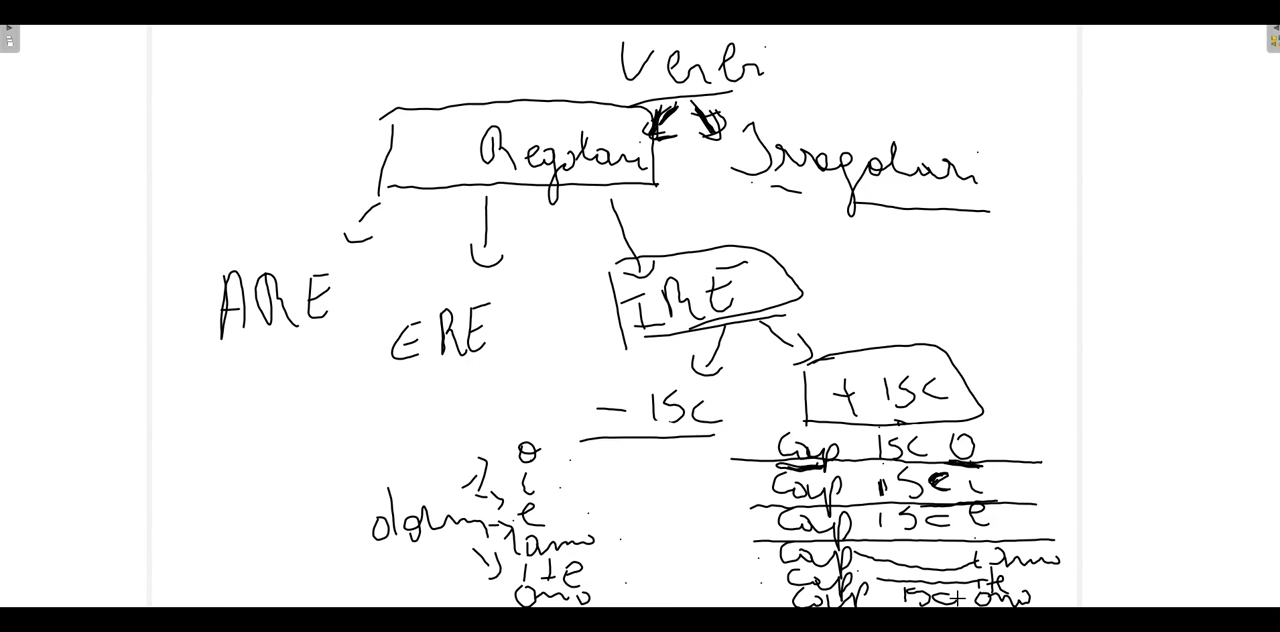 Verbi
Regolari
Irregolari
ARE
ERE
IRE
- ISC
+ ISC
o
i
e
iamo
ite
ono
dorm
Cap ISC O
Cap ISC i
Cap ISC e
Cap iamo
Cap ite
Cap ISC + ono